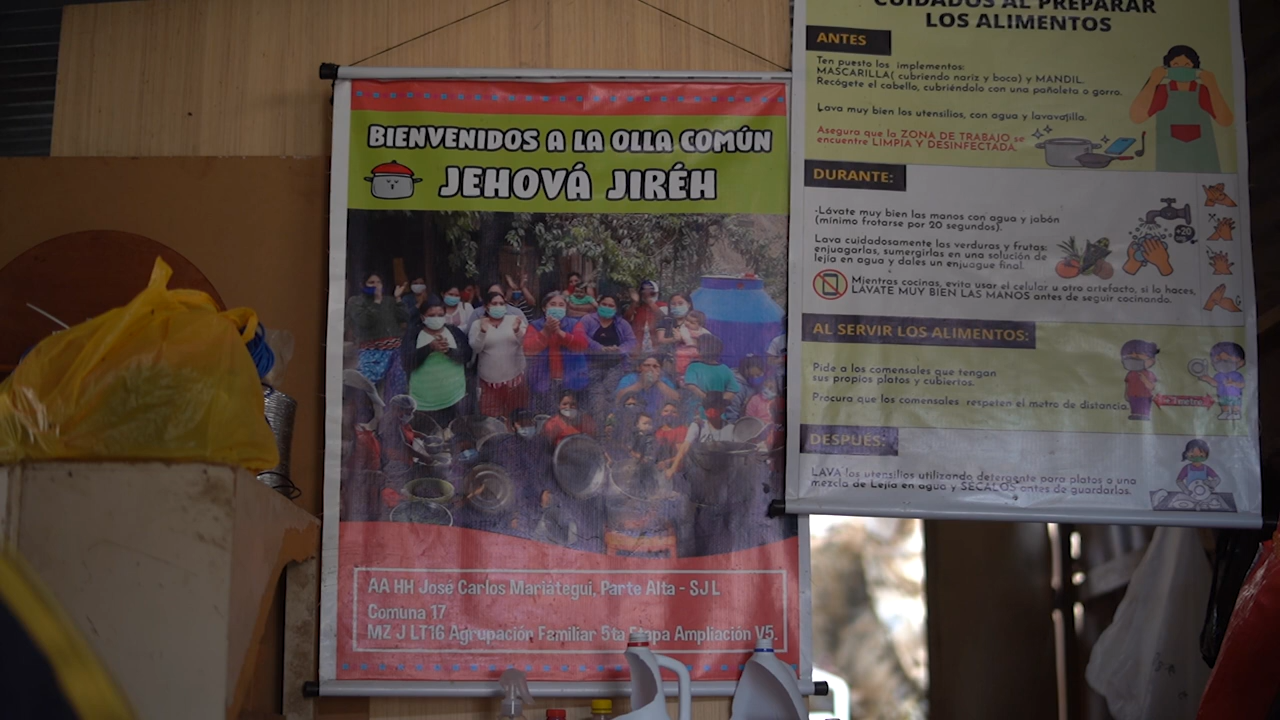 BIENVENIDOS A LA OLLA COMÚN
JEHOVÁ JIRÉH
AA HH José Carlos Mariátegui, Parte Alta - SJL
Comuna 17
MZ J LT16 Agrupación Familiar 5ta Etapa Ampliación V5.
CUIDADOS AL PREPARAR
LOS ALIMENTOS
ANTES
Ten puesto los implementos:
MASCARILLA( cubriendo nariz y boca) y MANDIL.
Recógete el cabello, cubriéndolo con una pañoleta o gorro.
Lava muy bien los utensilios, con agua y lavavajilla.
Asegura que la ZONA DE TRABAJO se
encuentre LIMPIA Y DESINFECTADA.
DURANTE:
-Lávate muy bien las manos con agua y jabón
(mínimo frotarse por 20 segundos).
+20
Lava cuidadosamente las verduras y frutas:
enjuagarlas, sumergirlas en una solución de
lejía en agua y dales un enjuague final.
Mientras cocinas, evita usar el celular u otro artefacto, si lo haces,
LÁVATE MUY BIEN LAS MANOS antes de seguir cocinando.
AL SERVIR LOS ALIMENTOS:
Pide a los comensales que tengan
sus propios platos y cubiertos.
Procura que los comensales respeten el metro de distancia.
DESPUÉS:
LAVA los utensilios utilizando detergente para platos o una
mezcla de Lejía en agua y SÉCALOS antes de guardarlos.